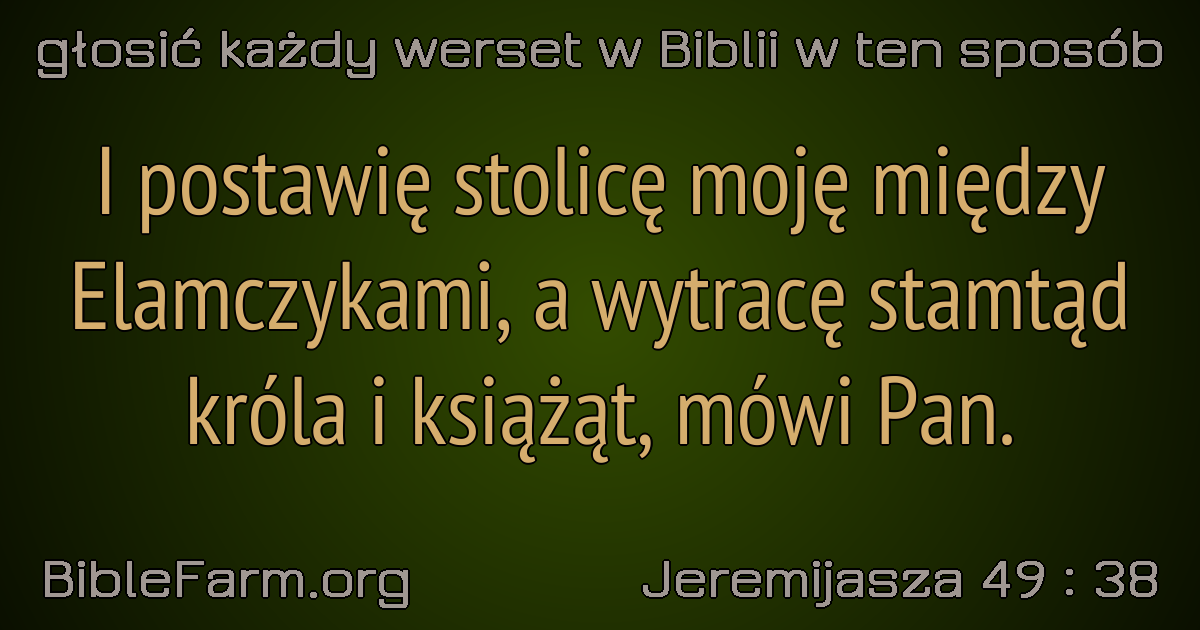 głosić każdy werset w Biblii w ten sposób
I postawię stolicę moję między
Elamczykami, a wytracę stamtąd
króla i książąt, mówi Pan.
BibleFarm.org
Jeremijasza 49 : 38